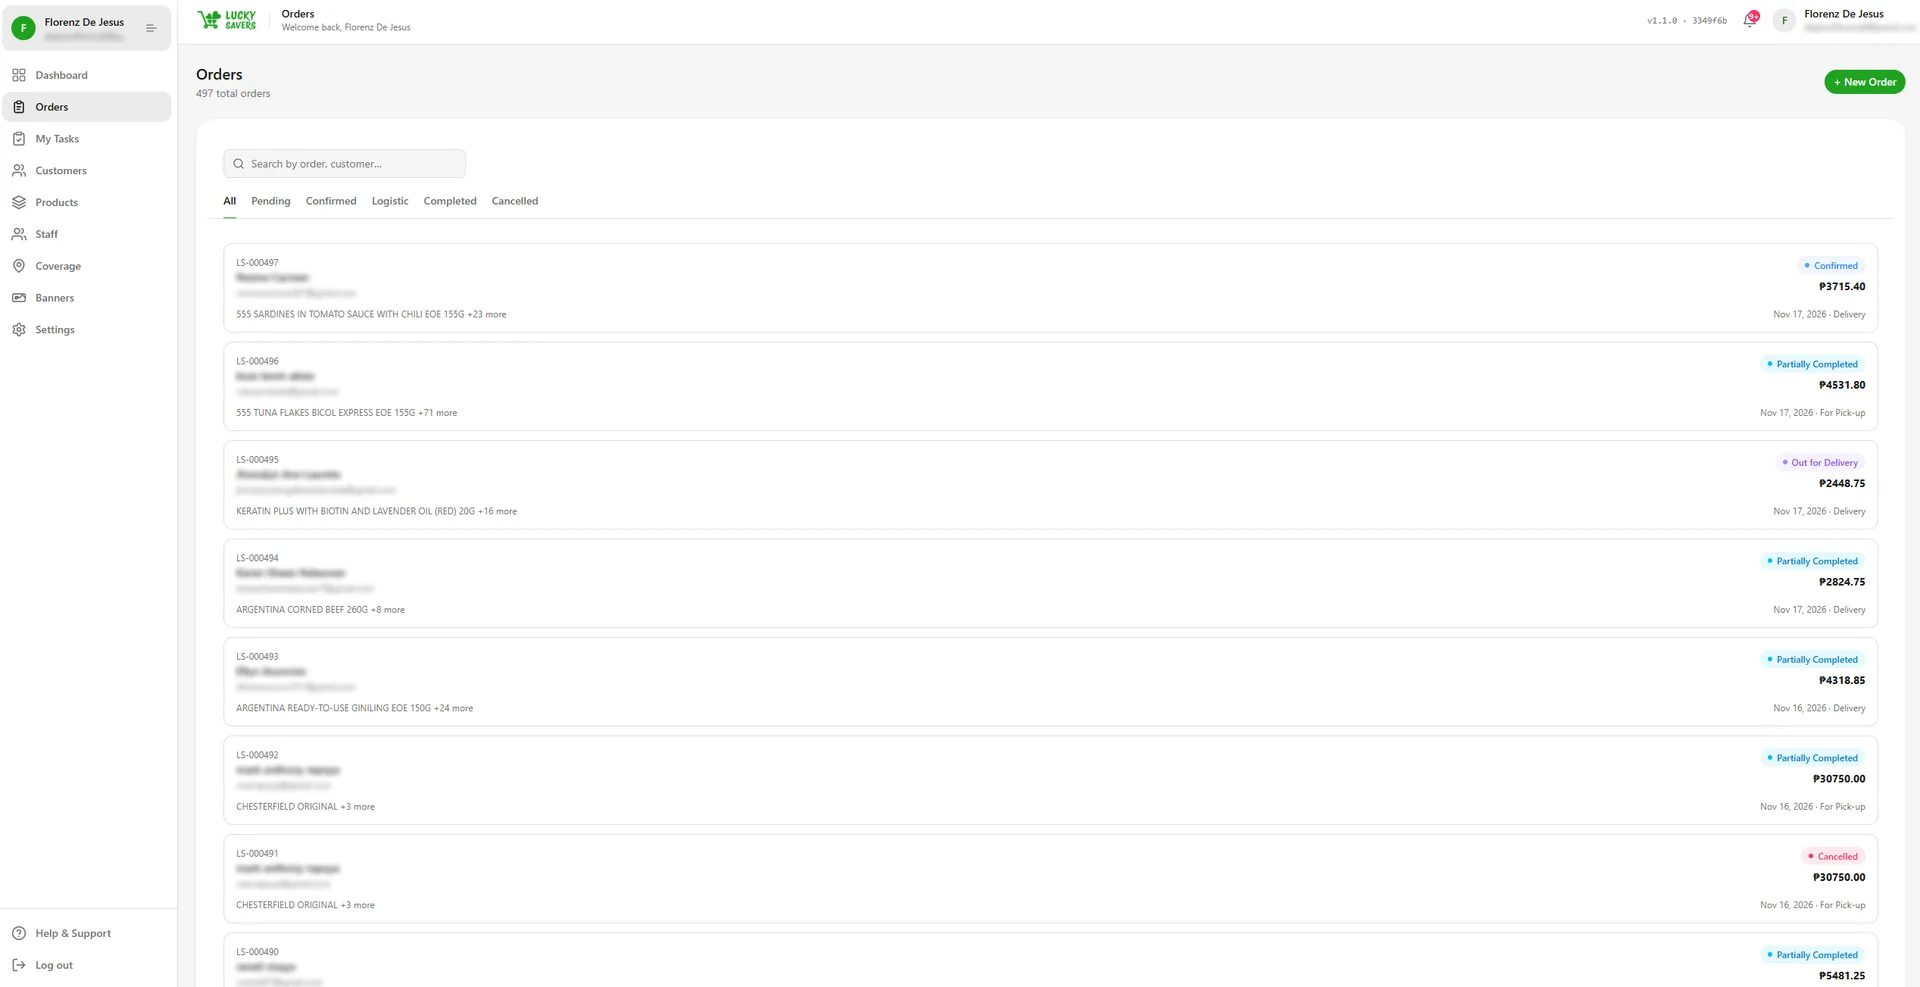 F
Florenz De Jesus
Dashboard
Orders
My Tasks
Customers
Products
Staff
Coverage
Banners
Settings
Help & Support
Log out
LUCKY
SAVERS
Orders
Welcome back, Florenz De Jesus
v1.1.0 · 3349f6b
9+
F
Florenz De Jesus
Orders
497 total orders
+ New Order
Search by order, customer...
All Pending Confirmed Logistic Completed Cancelled
LS-000497
Confirmed
₱3715.40
555 SARDINES IN TOMATO SAUCE WITH CHILI EOE 155G +23 more
Nov 17, 2026 · Delivery
LS-000496
Partially Completed
₱4531.80
555 TUNA FLAKES BICOL EXPRESS EOE 155G +71 more
Nov 17, 2026 · For Pick-up
LS-000495
Out for Delivery
₱2448.75
KERATIN PLUS WITH BIOTIN AND LAVENDER OIL (RED) 20G +16 more
Nov 17, 2026 · Delivery
LS-000494
Partially Completed
₱2824.75
ARGENTINA CORNED BEEF 260G +8 more
Nov 17, 2026 · Delivery
LS-000493
Partially Completed
₱4318.85
ARGENTINA READY-TO-USE GINILING EOE 150G +24 more
Nov 16, 2026 · Delivery
LS-000492
Partially Completed
₱30750.00
CHESTERFIELD ORIGINAL +3 more
Nov 16, 2026 · For Pick-up
LS-000491
Cancelled
₱30750.00
CHESTERFIELD ORIGINAL +3 more
Nov 16, 2026 · For Pick-up
LS-000490
Partially Completed
₱5481.25